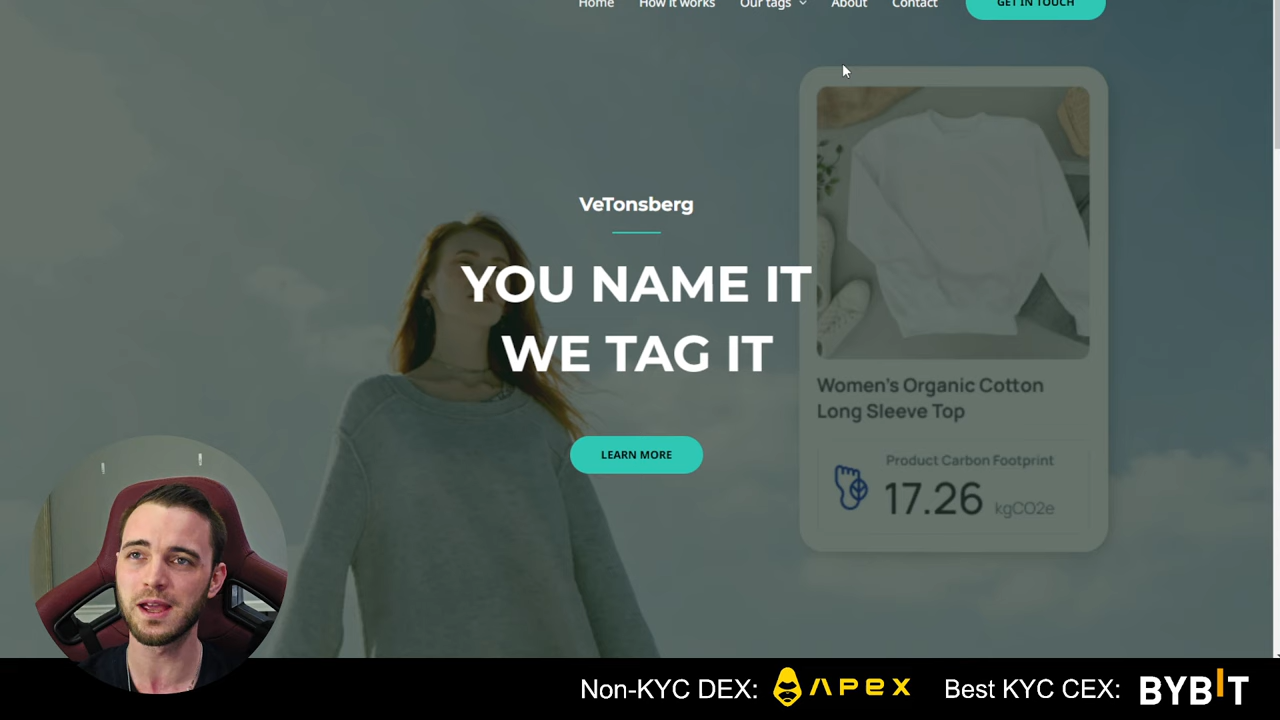 Home How it works Our tags About Contact GET IN TOUCH
VeTonsberg
YOU NAME IT
WE TAG IT
LEARN MORE
Women's Organic Cotton
Long Sleeve Top
Product Carbon Footprint
17.26 kgCO2e
Non-KYC DEX: APEX Best KYC CEX: BYBIT